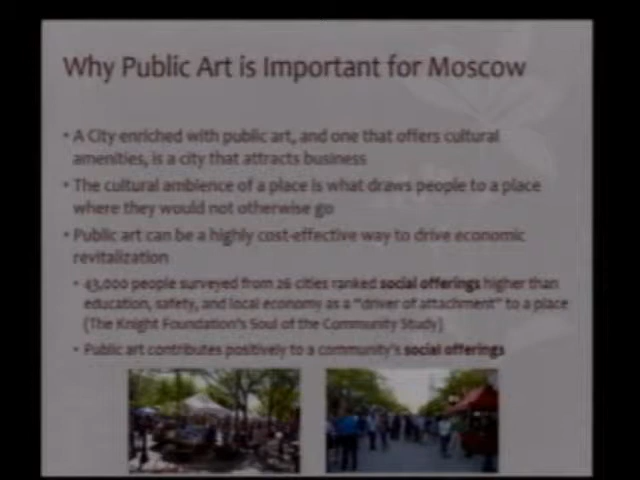 Why Public Art is Important for Moscow
• A City enriched with public art, and one that offers cultural
amenities, is a city that attracts business
• The cultural ambience of a place is what draws people to a place
where they would not otherwise go
• Public art can be a highly cost-effective way to drive economic
revitalization
• 43,000 people surveyed from 26 cities ranked social offerings higher than
education, safety, and local economy as a "driver of attachment" to a place
(The Knight Foundation's Soul of the Community Study)
• Public art contributes positively to a community's social offerings